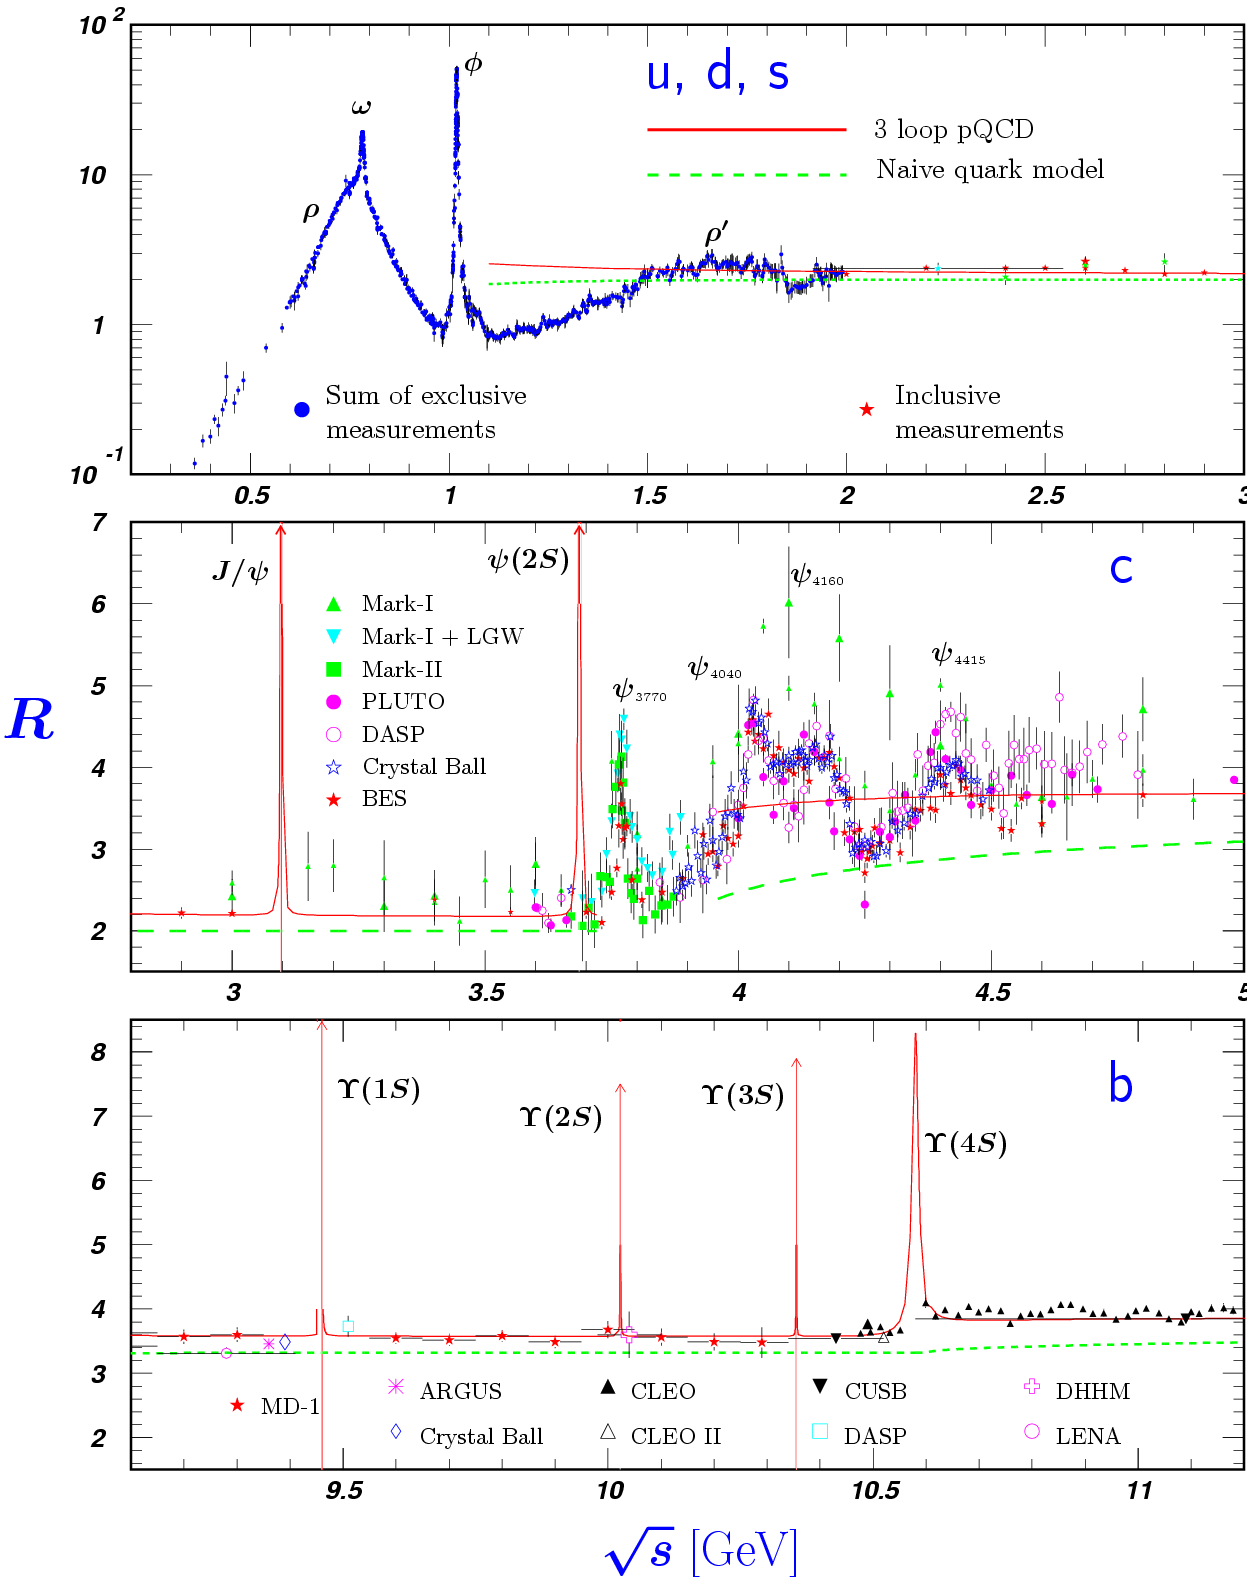 10 2
ϕ
u, d, s
ω
3 loop pQCD
10
Naive quark model
ρ
ρ′
1
Sum of exclusive
measurements
Inclusive
measurements
10 -1
0.5 1 1.5 2 2.5 3
7
J/ψ
ψ(2S)
c
ψ4160
6
Mark-I
Mark-I + LGW
Mark-II
PLUTO
DASP
Crystal Ball
BES
ψ3770
ψ4040
ψ4415
5
R
4
3
2
3 3.5 4 4.5 5
8
ϒ(1S)
ϒ(2S)
ϒ(3S)
b
7
ϒ(4S)
6
5
4
3
ARGUS CLEO CUSB DHHM
MD-1
Crystal Ball CLEO II DASP LENA
2
9.5 10 10.5 11
√s [GeV]